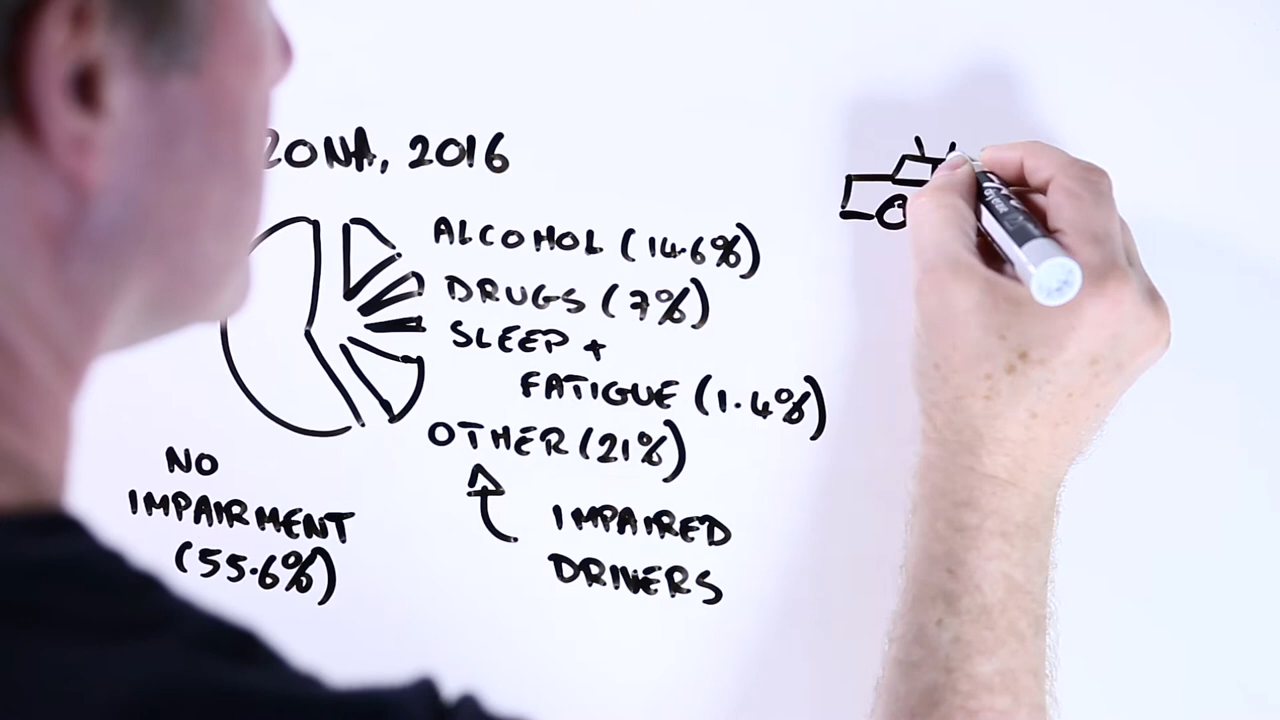 ZONA, 2016
ALCOHOL (14.6%)
DRUGS (7%)
SLEEP +
FATIGUE (1.4%)
OTHER (21%)
NO
IMPAIRMENT
(55.6%)
IMPAIRED
DRIVERS